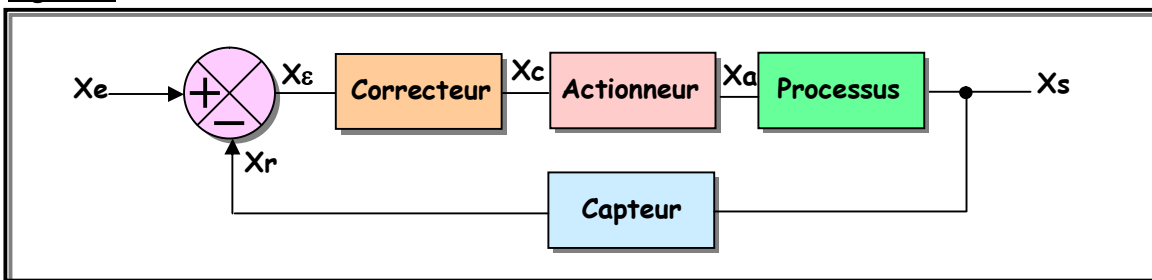 Xe
+
−
Xε
Correcteur
Xc
Actionneur
Xa
Processus
Xs
Xr
Capteur